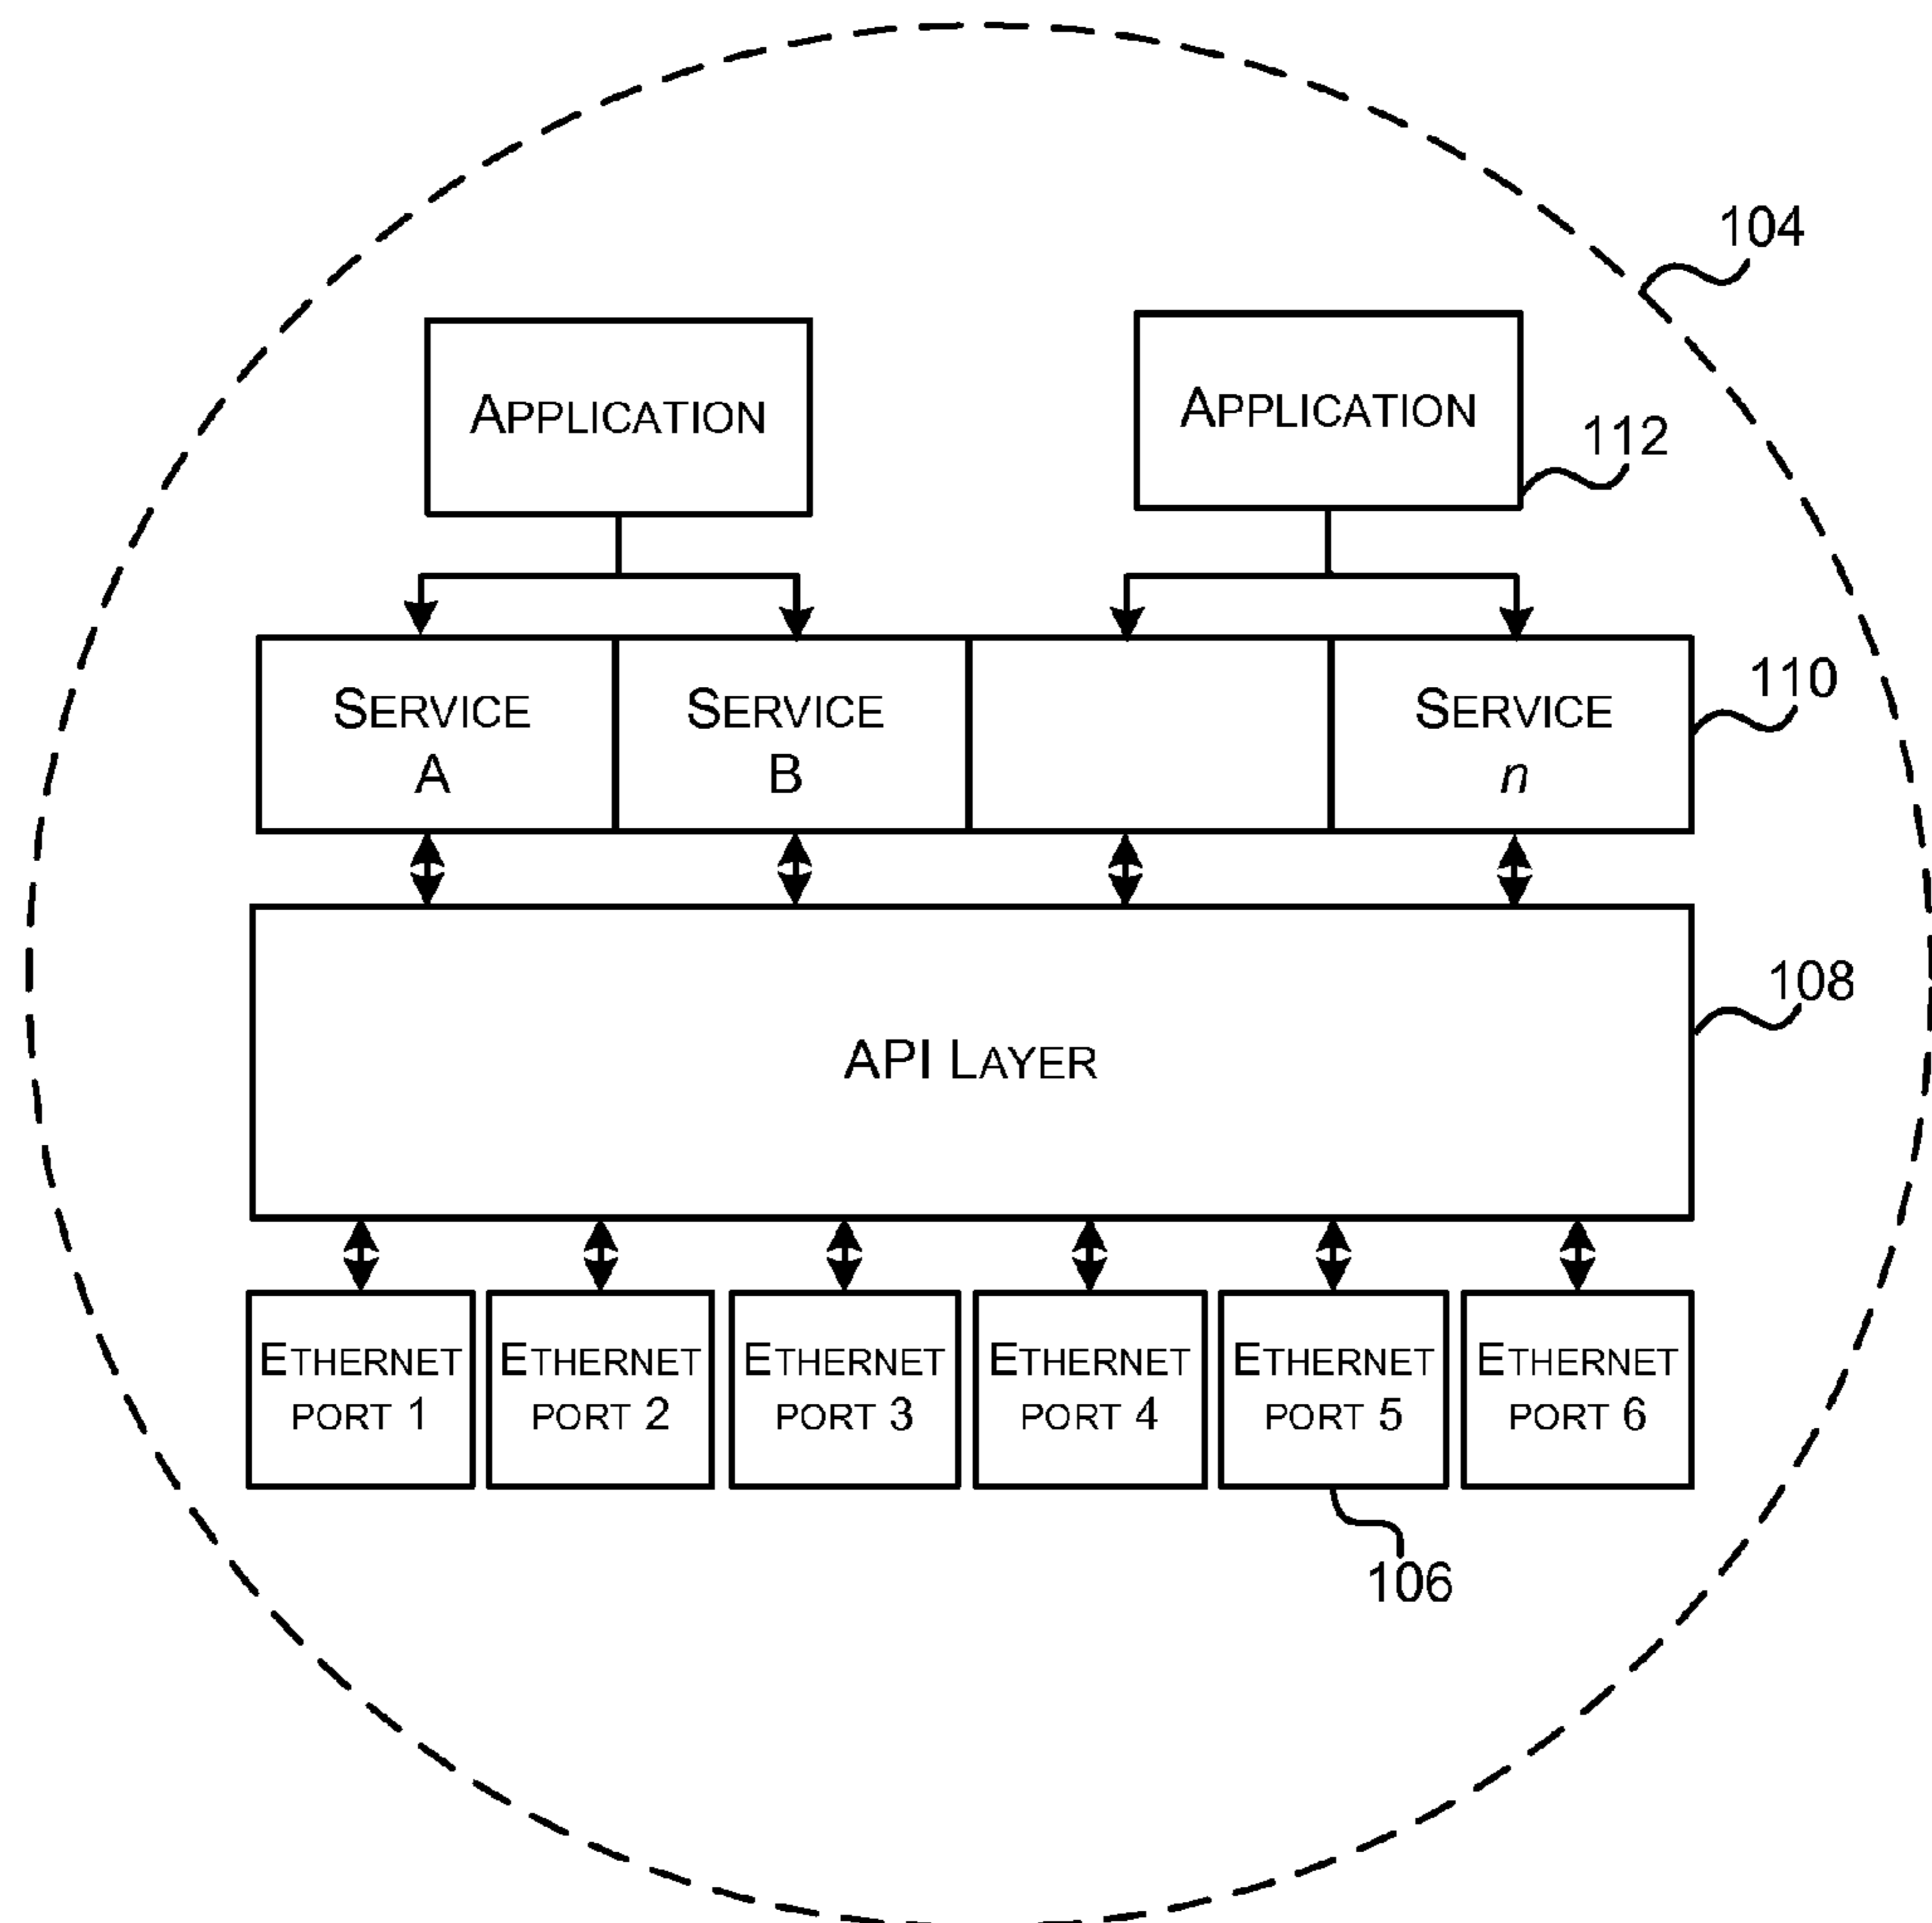 104
APPLICATION
APPLICATION
112
SERVICE
A
SERVICE
B
SERVICE
n
110
API LAYER
108
ETHERNET
PORT 1
ETHERNET
PORT 2
ETHERNET
PORT 3
ETHERNET
PORT 4
ETHERNET
PORT 5
ETHERNET
PORT 6
106